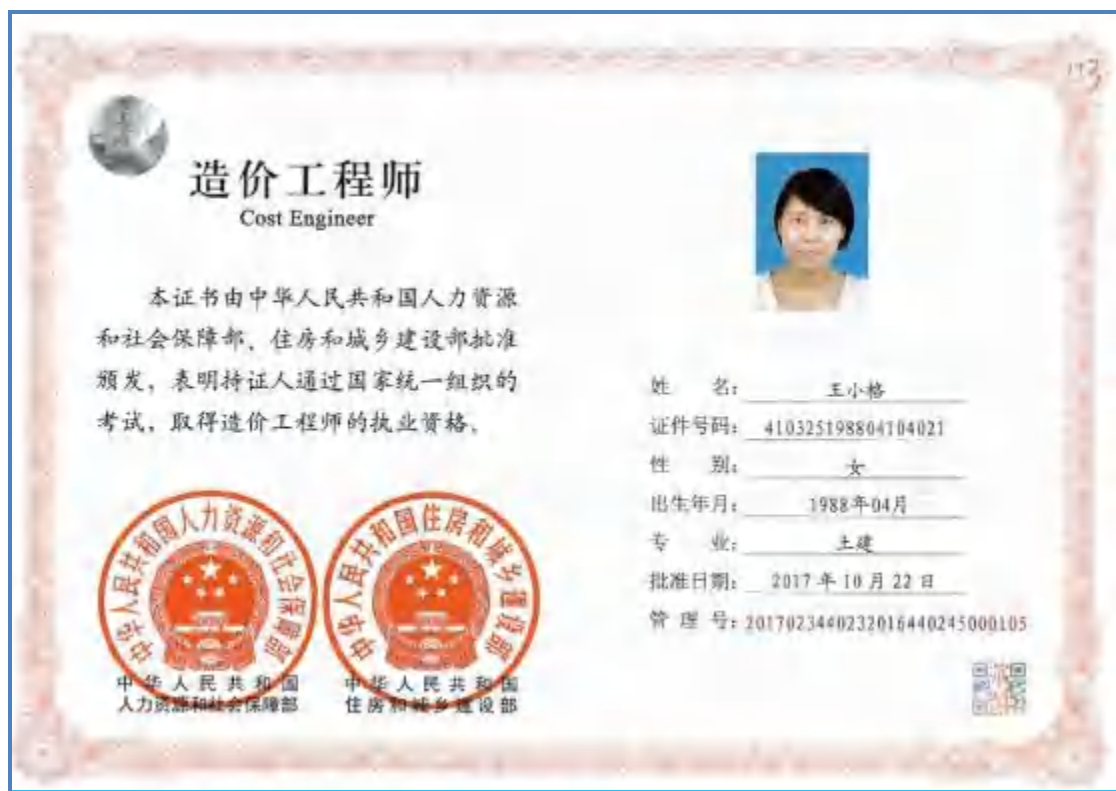 造价工程师
Cost Engineer
本证书由中华人民共和国人力资源
和社会保障部、住房和城乡建设部批准
颁发，表明持证人通过国家统一组织的
考试，取得造价工程师的执业资格。
中华人民共和国人力资源和社会保障部
中华人民共和国
人力资源和社会保障部
中华人民共和国住房和城乡建设部
中华人民共和国
住房和城乡建设部
姓 名：王小格
证件号码：410325198804104021
性 别：女
出生年月：1988年04月
专 业：土建
批准日期：2017年10月22日
管 理 号：2017023440232016440245000105